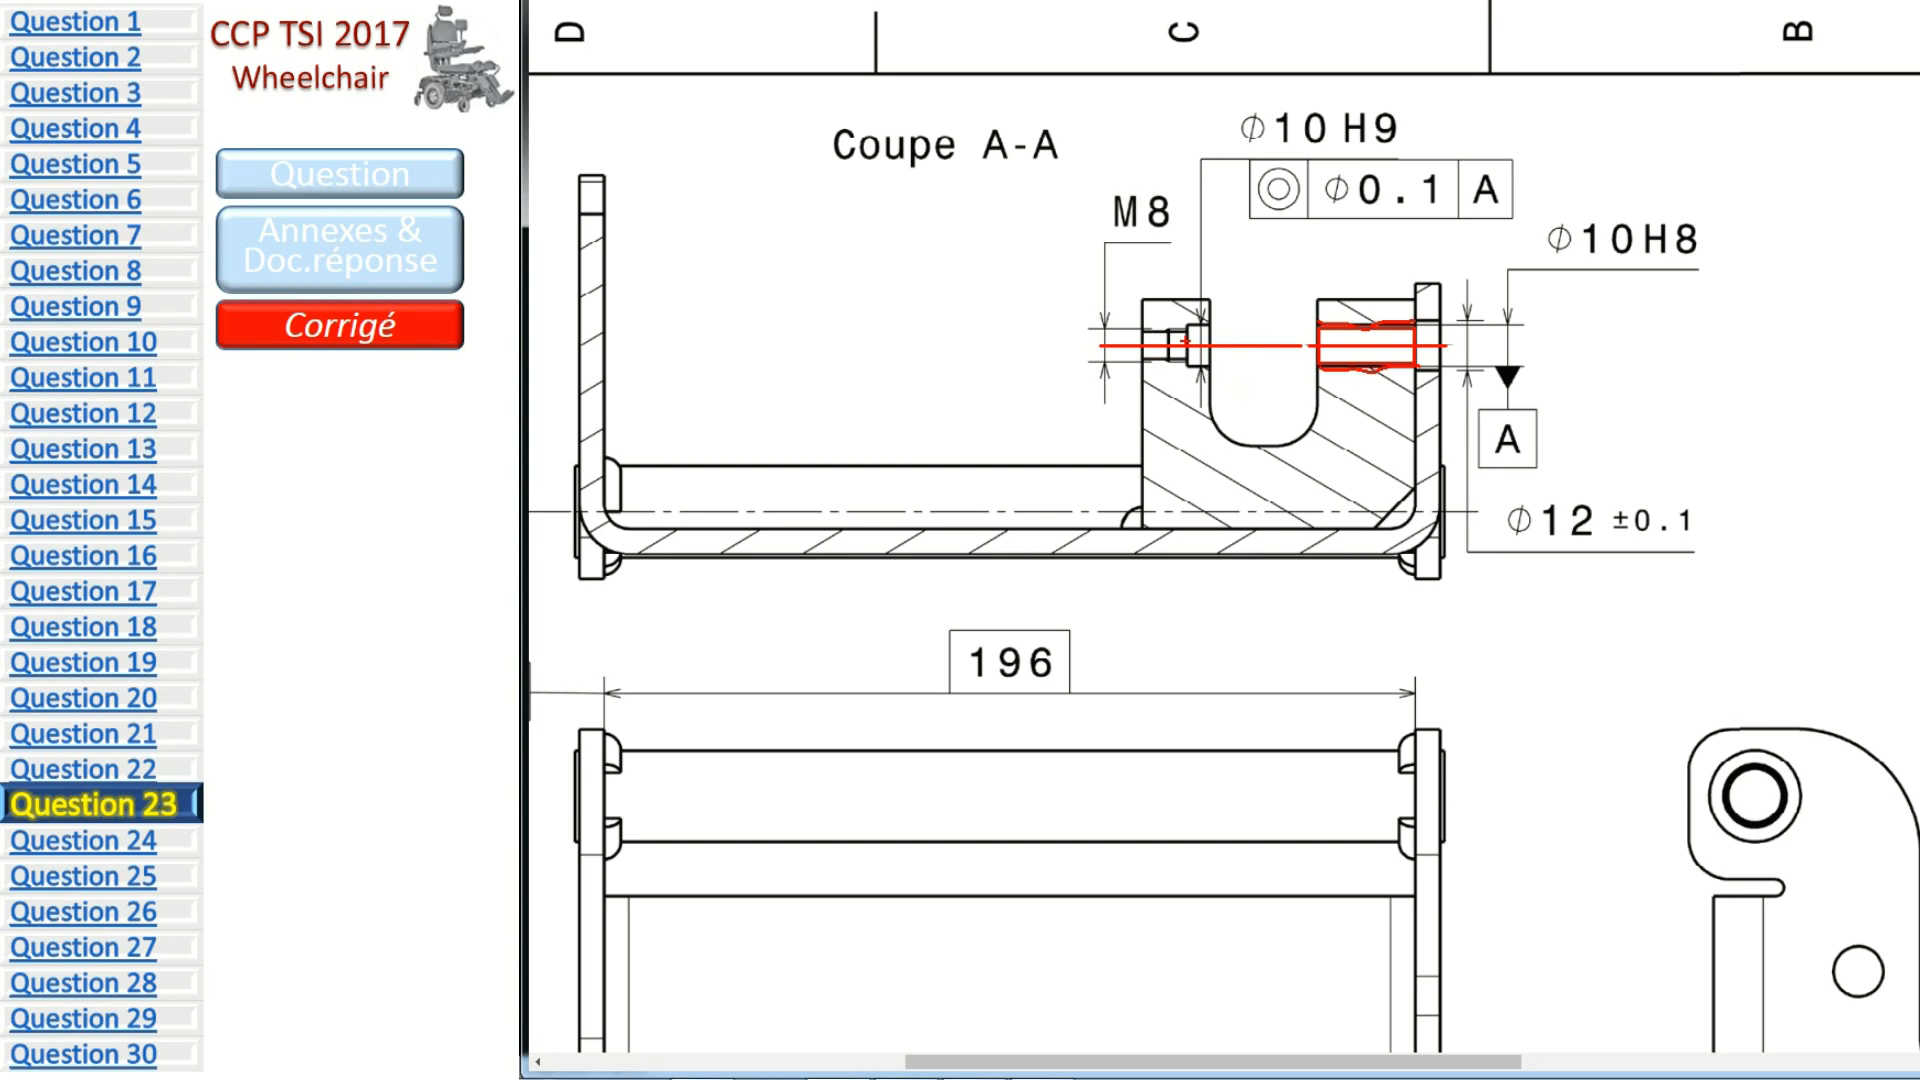 Question 1
Question 2
Question 3
Question 4
Question 5
Question 6
Question 7
Question 8
Question 9
Question 10
Question 11
Question 12
Question 13
Question 14
Question 15
Question 16
Question 17
Question 18
Question 19
Question 20
Question 21
Question 22
Question 23
Question 24
Question 25
Question 26
Question 27
Question 28
Question 29
Question 30
CCP TSI 2017
Wheelchair
Question
Annexes &
Doc.réponse
Corrigé
D
C
B
Coupe A-A
⌀10 H9
◎ ⌀0.1 A
M8
⌀10H8
A
⌀12 ±0.1
196